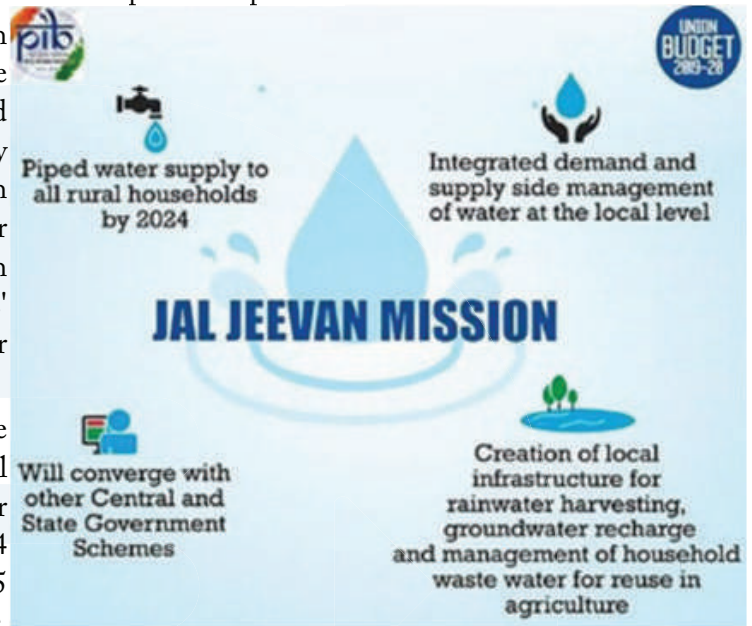 pib
UNION
BUDGET
2019-20
Piped water supply to
all rural households
by 2024
Integrated demand and
supply side management
of water at the local level
JAL JEEVAN MISSION
Will converge with
other Central and
State Government
Schemes
Creation of local
infrastructure for
rainwater harvesting,
groundwater recharge
and management of household
waste water for reuse in
agriculture